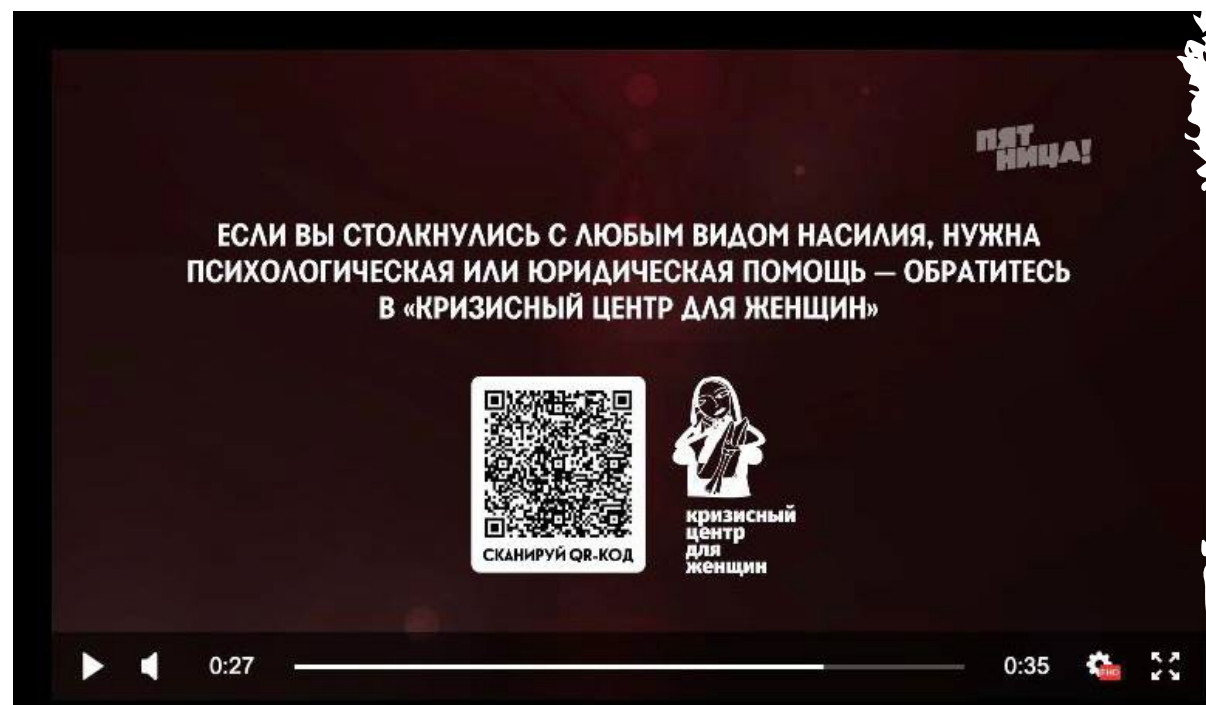 ПЯТ
НИЦА!
ЕСЛИ ВЫ СТОЛКНУЛИСЬ С ЛЮБЫМ ВИДОМ НАСИЛИЯ, НУЖНА
ПСИХОЛОГИЧЕСКАЯ ИЛИ ЮРИДИЧЕСКАЯ ПОМОЩЬ — ОБРАТИТЕСЬ
В «КРИЗИСНЫЙ ЦЕНТР ДЛЯ ЖЕНЩИН»
СКАНИРУЙ QR-КОД
кризисный
центр
для
женщин
0:27
0:35